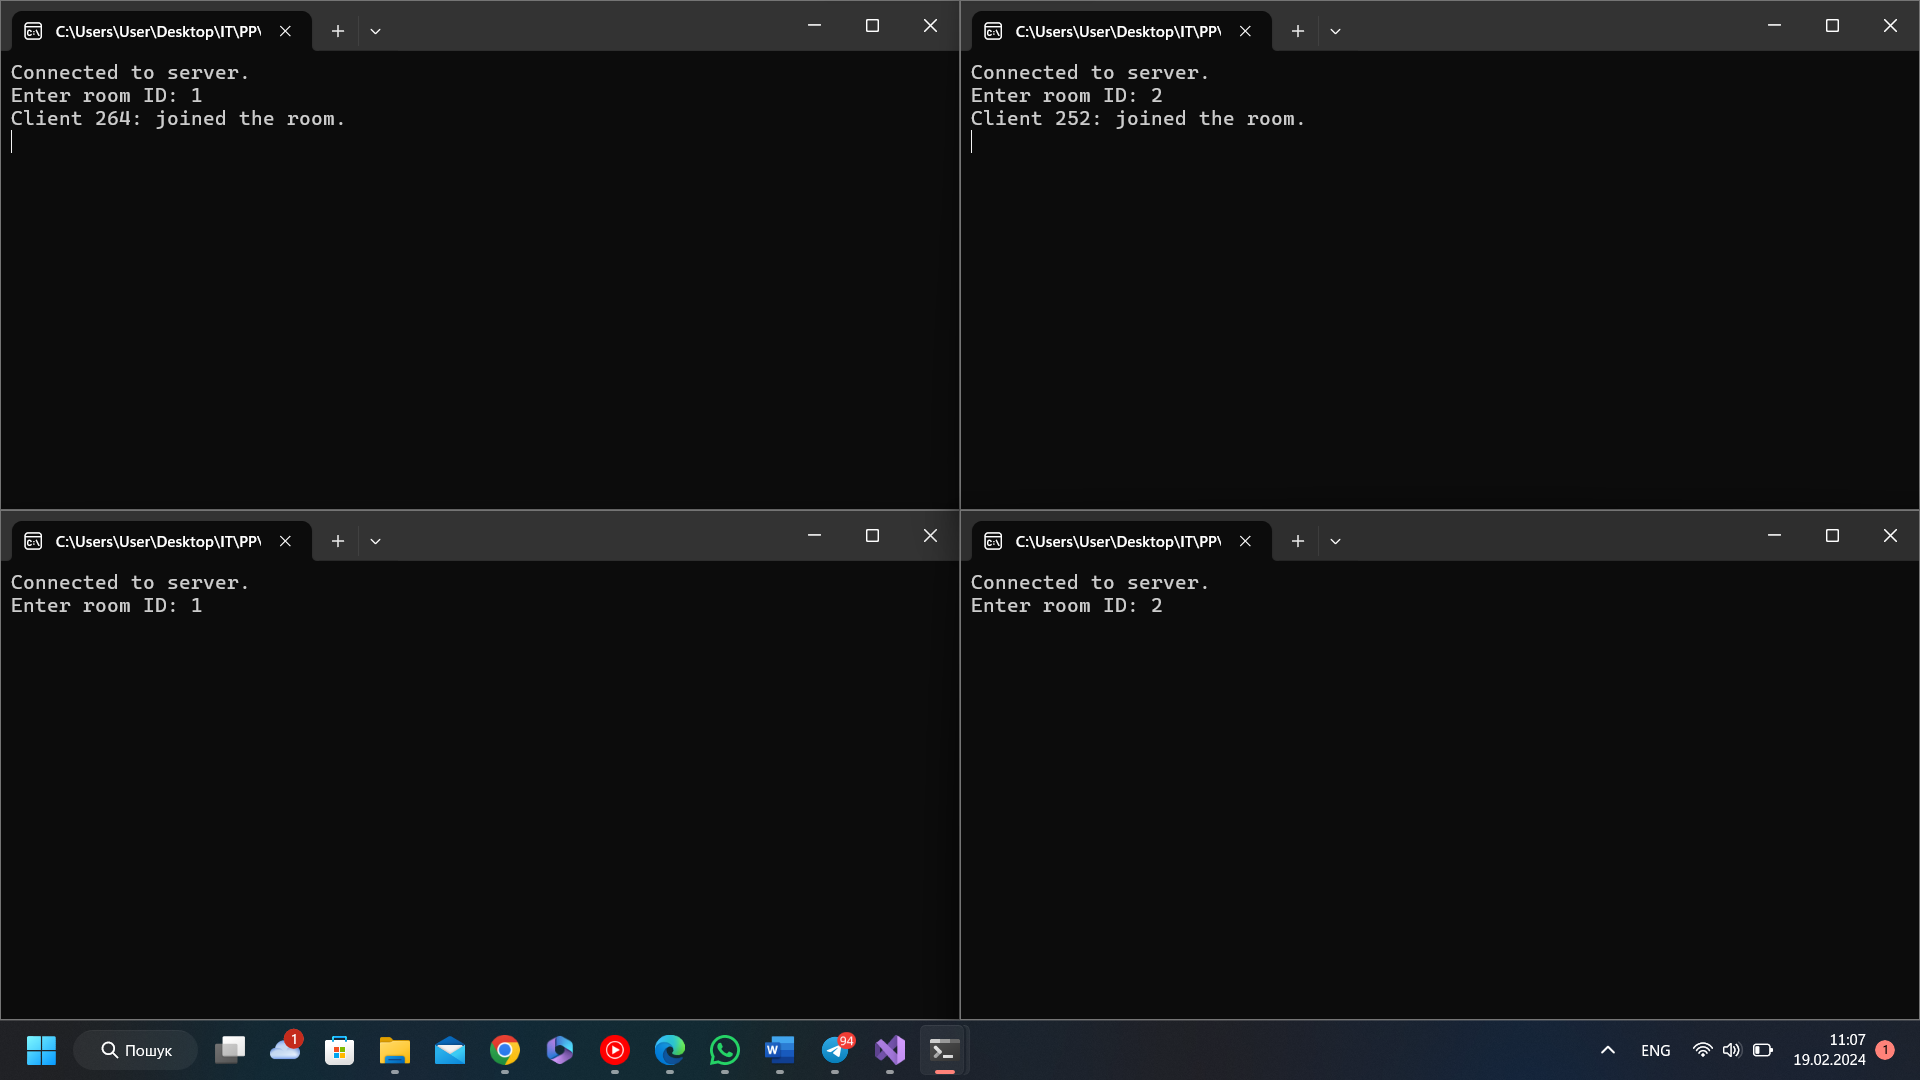 C:\Users\User\Desktop\IT\PP\
Connected to server.
Enter room ID: 1
Client 264: joined the room.
C:\Users\User\Desktop\IT\PP\
Connected to server.
Enter room ID: 2
Client 252: joined the room.
C:\Users\User\Desktop\IT\PP\
Connected to server.
Enter room ID: 1
C:\Users\User\Desktop\IT\PP\
Connected to server.
Enter room ID: 2
Пошук
1
94
ENG
11:07
19.02.2024
1